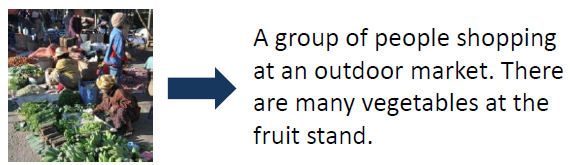 A group of people shopping
at an outdoor market. There
are many vegetables at the
fruit stand.